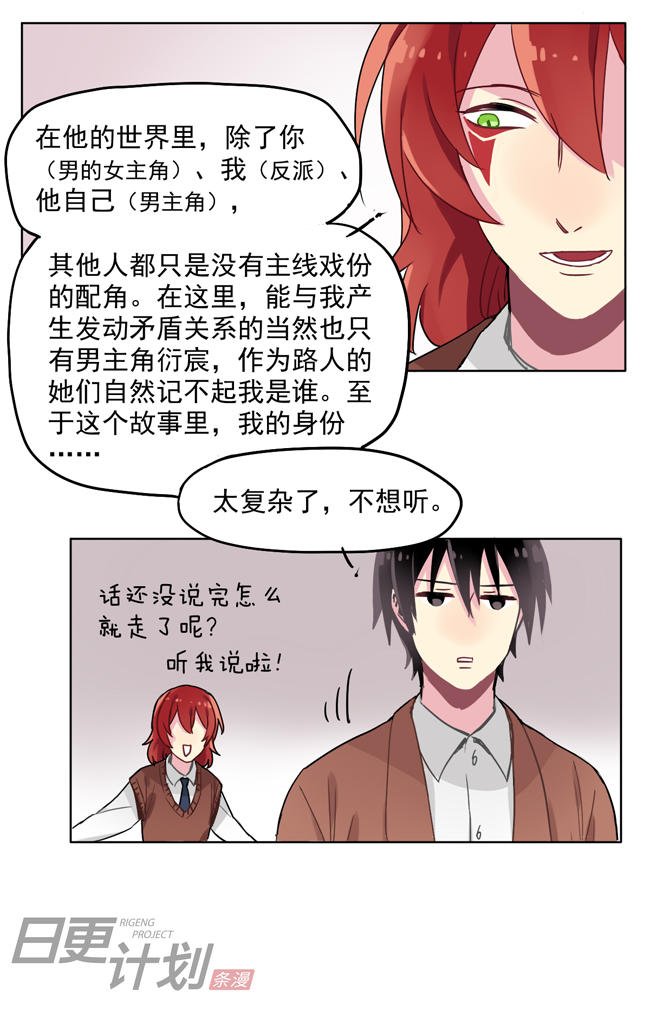 在他的世界里，除了你
（男的女主角）、我（反派）、
他自己（男主角），
其他人都只是没有主线戏份
的配角。在这里，能与我产
生发动矛盾关系的当然也只
有男主角衍宸，作为路人的
她们自然记不起我是谁。至
于这个故事里，我的身份
……
太复杂了，不想听。
话还没说完怎么
就走了呢？
听我说啦！
6
6
日更
RIGENG
PROJECT
计划
条漫